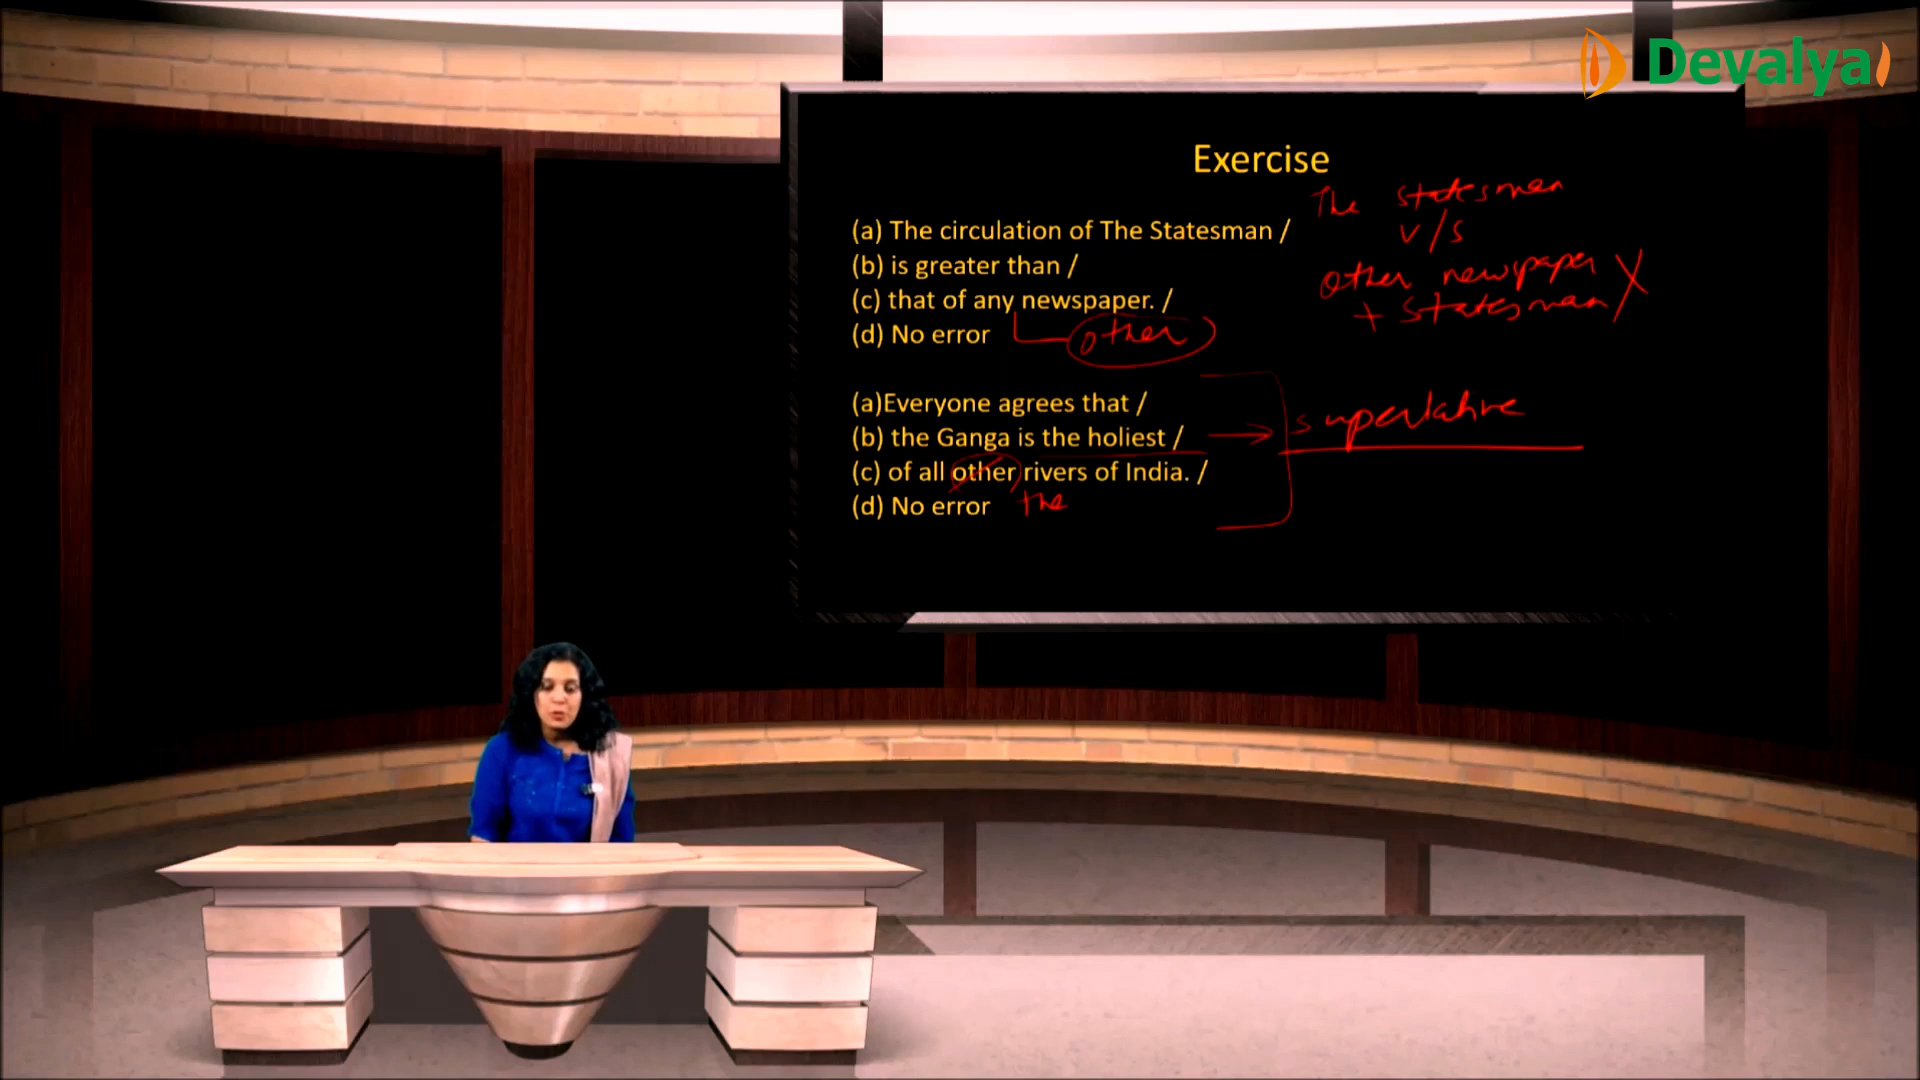 Devalya
Exercise
The Statesman
v/s
other newspaper X
+ Statesman
(a) The circulation of The Statesman /
(b) is greater than /
(c) that of any newspaper. /
(d) No error
other
(a)Everyone agrees that /
(b) the Ganga is the holiest /
(c) of all other rivers of India. /
(d) No error
the
superlative